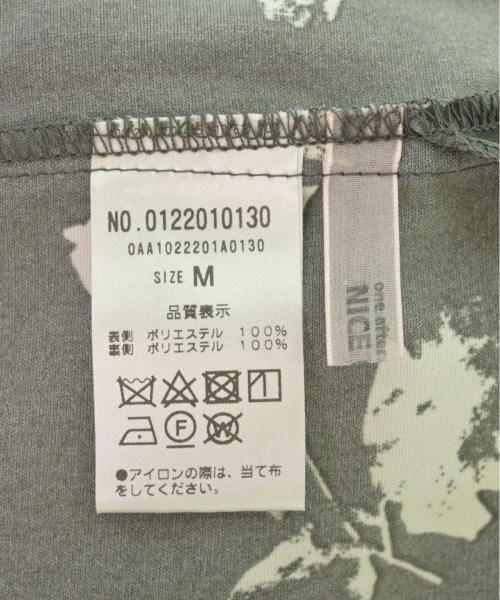 NO.0122010130
OAA1022201A0130
SIZE M
品質表示
表側 ポリエステル 100%
裏側 ポリエステル 100%
F
W
●アイロンの際は、当て布
をしてください。
one after
NICE